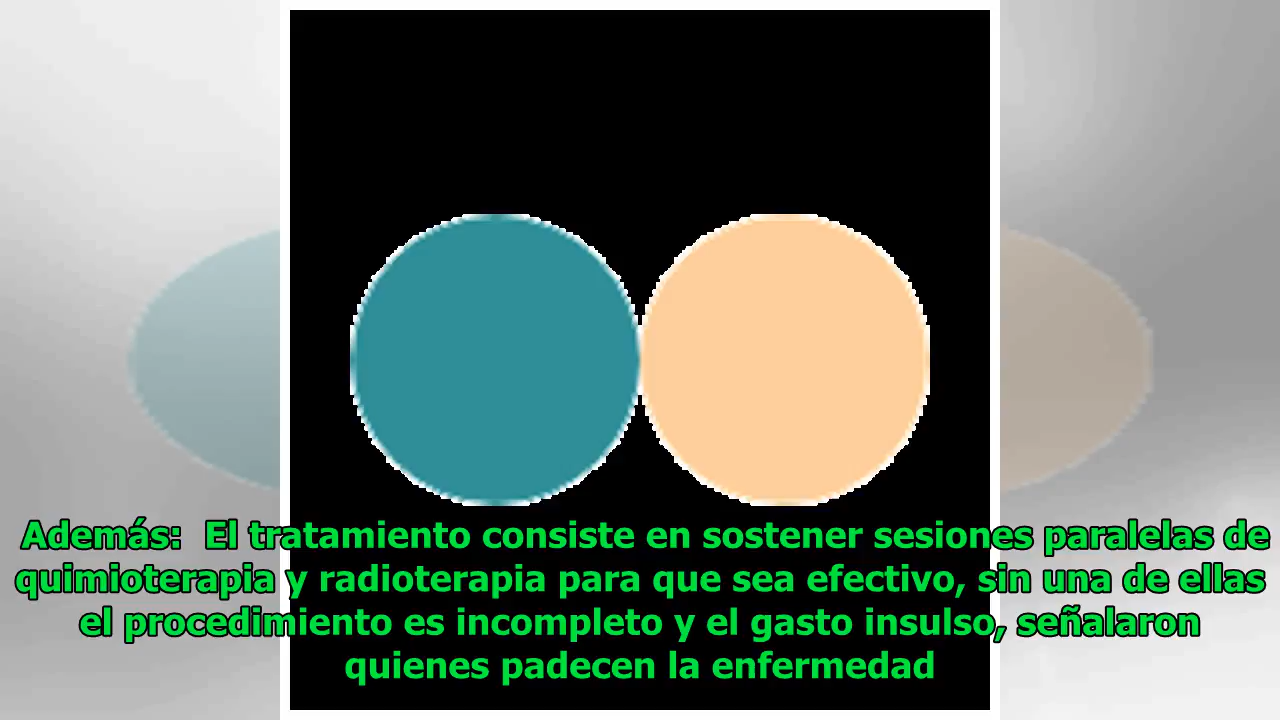 Además:  El tratamiento consiste en sostener sesiones paralelas de
quimioterapia y radioterapia para que sea efectivo, sin una de ellas
el procedimiento es incompleto y el gasto insulso, señalaron
quienes padecen la enfermedad